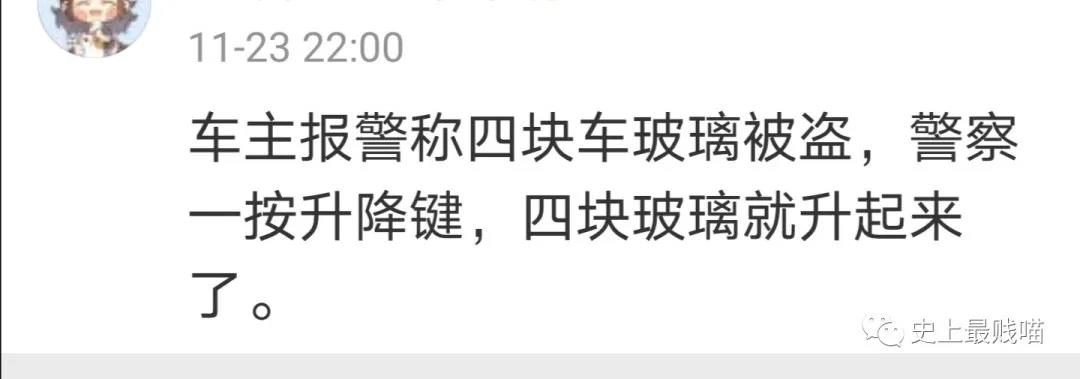 11-23 22:00
车主报警称四块车玻璃被盗，警察
一按升降键，四块玻璃就升起来
了。
史上最贱喵